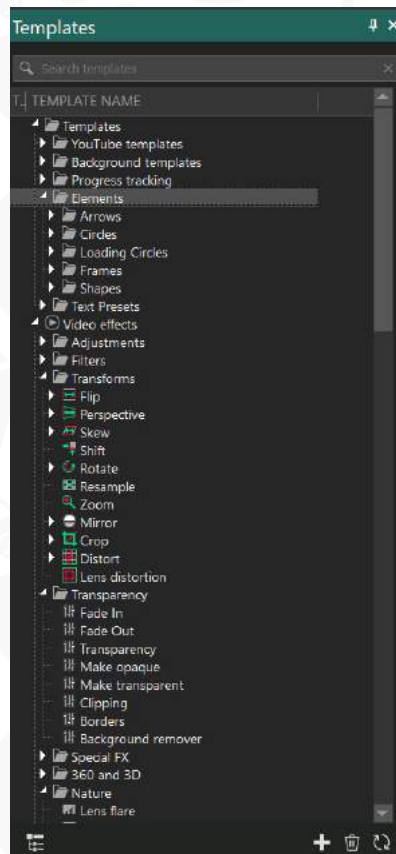 Templates
Search templates
T.. TEMPLATE NAME
Templates
YouTube templates
Background templates
Progress tracking
Elements
Arrows
Circles
Loading Circles
Frames
Shapes
Text Presets
Video effects
Adjustments
Filters
Transforms
Flip
Perspective
Skew
Shift
Rotate
Resample
Zoom
Mirror
Crop
Distort
Lens distortion
Transparency
Fade In
Fade Out
Transparency
Make opaque
Make transparent
Clipping
Borders
Background remover
Special FX
360 and 3D
Nature
Lens flare